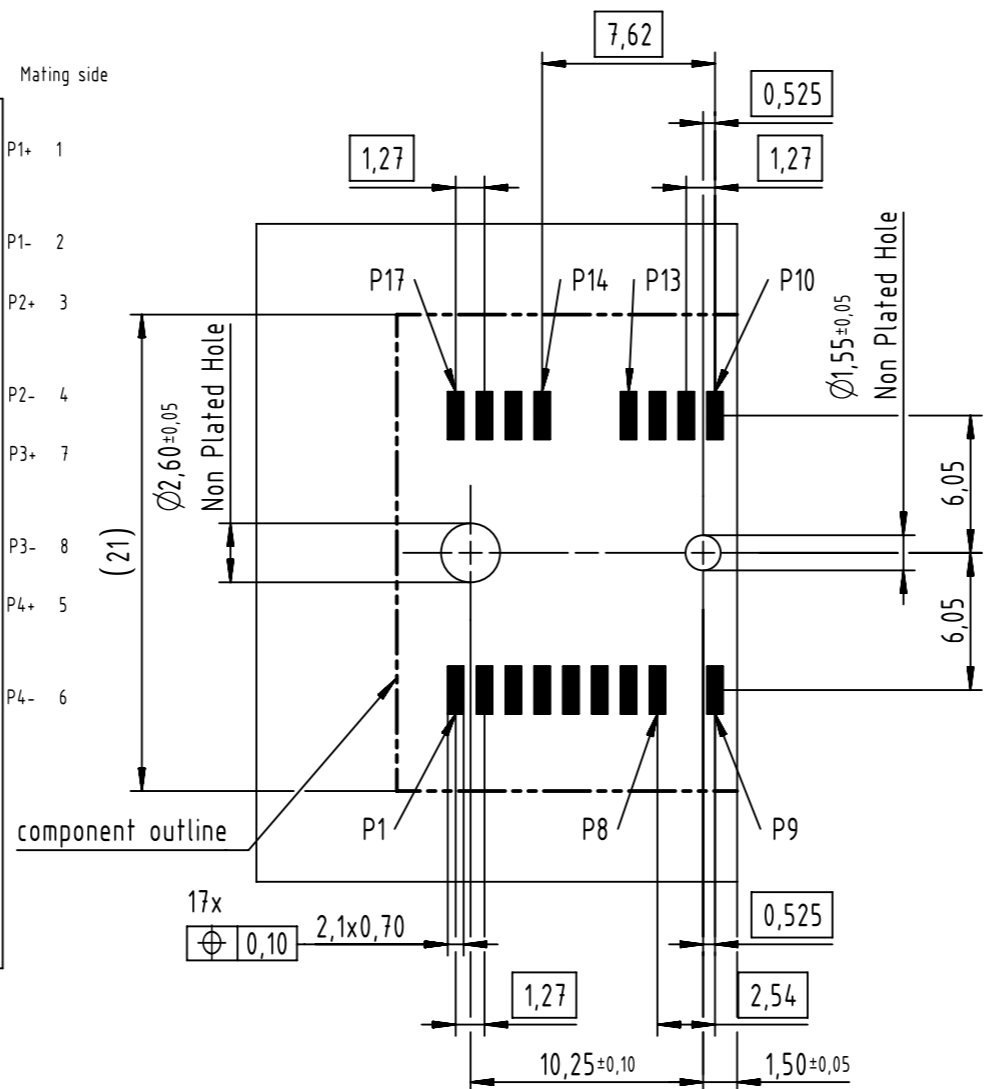 Mating side
P1+ 1
P1- 2
P2+ 3
P2- 4
P3+ 7
P3- 8
P4+ 5
P4- 6
7,62
0,525
1,27
1,27
P17
P14
P13
P10
Ø2,60±0,05
Non Plated Hole
Ø1,55±0,05
Non Plated Hole
(21)
6,05
6,05
component outline
P1
P8
P9
17x
⌖ 0,10
2,1x0,70
0,525
1,27
2,54
10,25±0,10
1,50±0,05